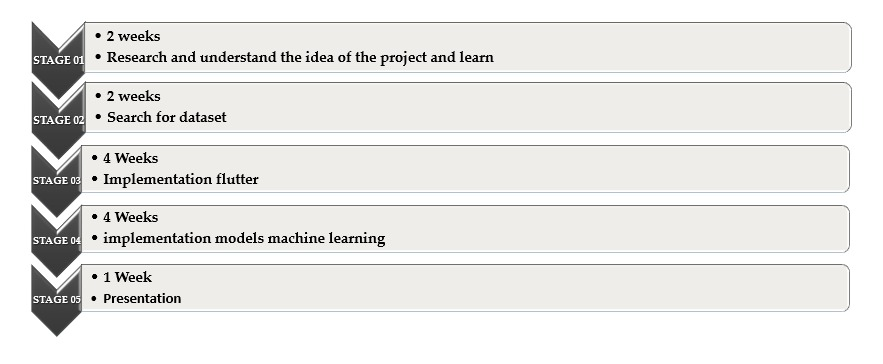 STAGE 01
• 2 weeks
• Research and understand the idea of the project and learn
STAGE 02
• 2 weeks
• Search for dataset
STAGE 03
• 4 Weeks
• Implementation flutter
STAGE 04
• 4 Weeks
• implementation models machine learning
STAGE 05
• 1 Week
• Presentation